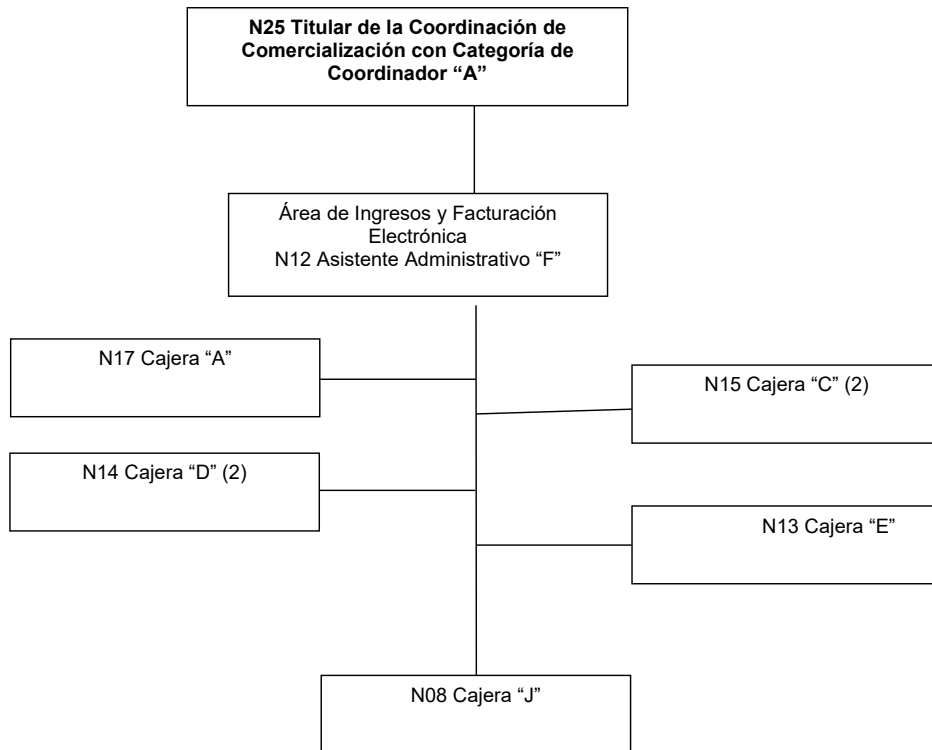 N25 Titular de la Coordinación de
Comercialización con Categoría de
Coordinador “A”
Área de Ingresos y Facturación
Electrónica
N12 Asistente Administrativo “F”
N17 Cajera “A”
N15 Cajera “C” (2)
N14 Cajera “D” (2)
N13 Cajera “E”
N08 Cajera “J”